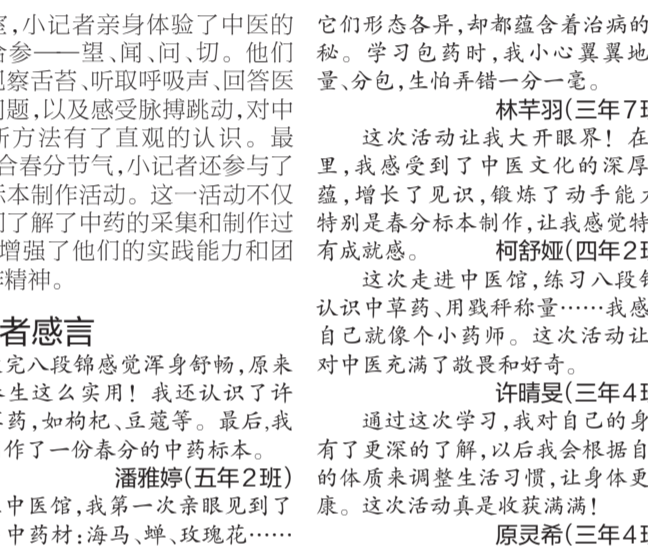 室,小记者亲身体验了中医的
合参——望、闻、问、切。他们
观察舌苔、听取呼吸声、回答医
问题,以及感受脉搏跳动,对中
新方法有了直观的认识。最
合春分节气,小记者还参与了
标本制作活动。这一活动不仅
们了解了中药的采集和制作过
增强了他们的实践能力和团
作精神。
者感言
完八段锦感觉浑身舒畅,原来
生这么实用!我还认识了许
药,如枸杞、豆蔻等。最后,我
作了一份春分的中药标本。
潘雅婷(五年2班)
中医馆,我第一次亲眼见到了
中药材:海马、蝉、玫瑰花……
它们形态各异,却都蕴含着治病的
秘。学习包药时,我小心翼翼地
量、分包,生怕弄错一分一毫。
林芊羽(三年7班
这次活动让我大开眼界!在
里,我感受到了中医文化的深厚
蕴,增长了见识,锻炼了动手能力
特别是春分标本制作,让我感觉特
有成就感。 柯舒娅(四年2班
这次走进中医馆,练习八段锦
认识中草药、用戥秤称量……我感
自己就像个小药师。这次活动让
对中医充满了敬畏和好奇。
许晴旻(三年4班
通过这次学习,我对自己的身
有了更深的了解,以后我会根据自
的体质来调整生活习惯,让身体更
康。这次活动真是收获满满!
原灵希(三年4班